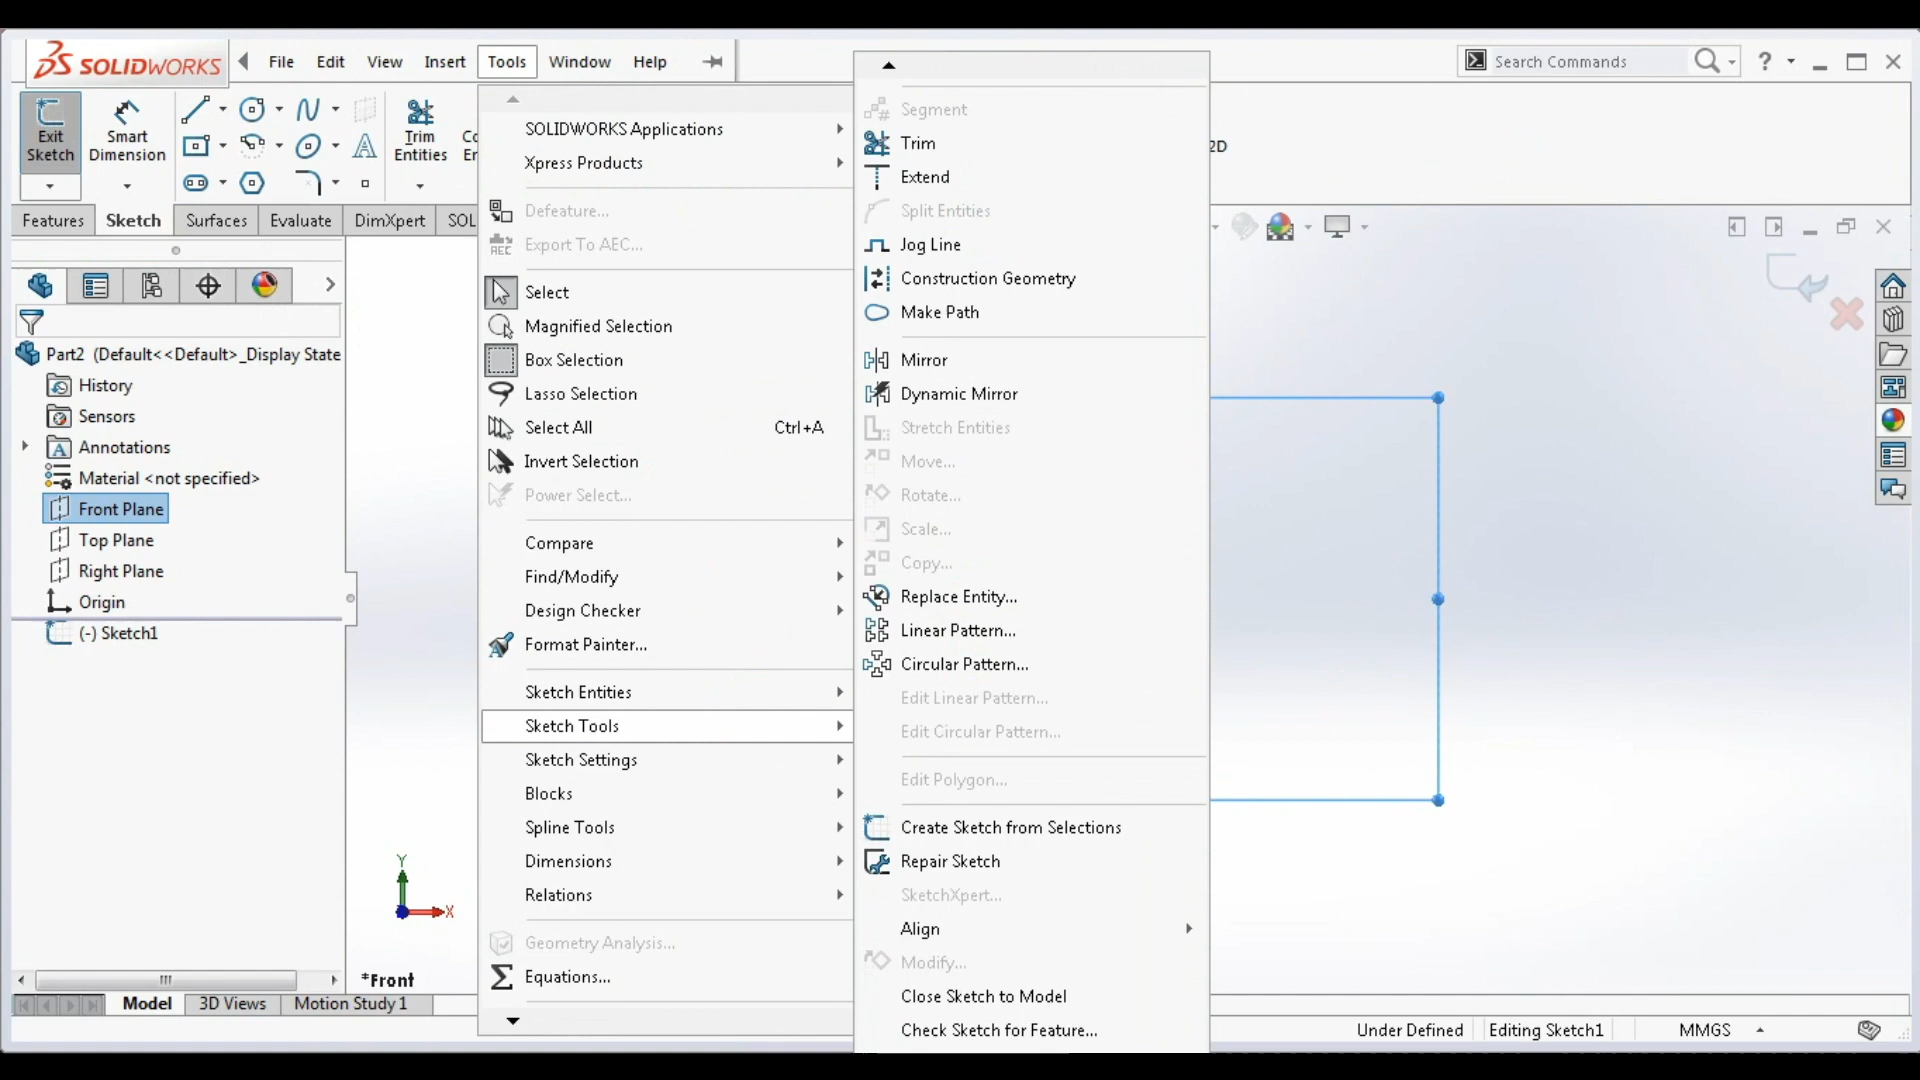 SOLIDWORKS
File Edit View Insert Tools Window Help
Search Commands
?
Exit Sketch
Smart Dimension
Trim Entities
Co
En
2D
Features Sketch Surfaces Evaluate DimXpert SOL
Part2 (Default<<Default>_Display State
History
Sensors
Annotations
Material <not specified>
Front Plane
Top Plane
Right Plane
Origin
(-) Sketch1
SOLIDWORKS Applications
Xpress Products
Defeature...
Export To AEC...
Select
Magnified Selection
Box Selection
Lasso Selection
Select All Ctrl+A
Invert Selection
Power Select...
Compare
Find/Modify
Design Checker
Format Painter...
Sketch Entities
Sketch Tools
Sketch Settings
Blocks
Spline Tools
Dimensions
Relations
Geometry Analysis...
Equations...
Segment
Trim
Extend
Split Entities
Jog Line
Construction Geometry
Make Path
Mirror
Dynamic Mirror
Stretch Entities
Move...
Rotate...
Scale...
Copy...
Replace Entity...
Linear Pattern...
Circular Pattern...
Edit Linear Pattern...
Edit Circular Pattern...
Edit Polygon...
Create Sketch from Selections
Repair Sketch
SketchXpert...
Align
Modify...
Close Sketch to Model
Check Sketch for Feature...
Y
X
*Front
Model 3D Views Motion Study 1
Under Defined Editing Sketch1 MMGS